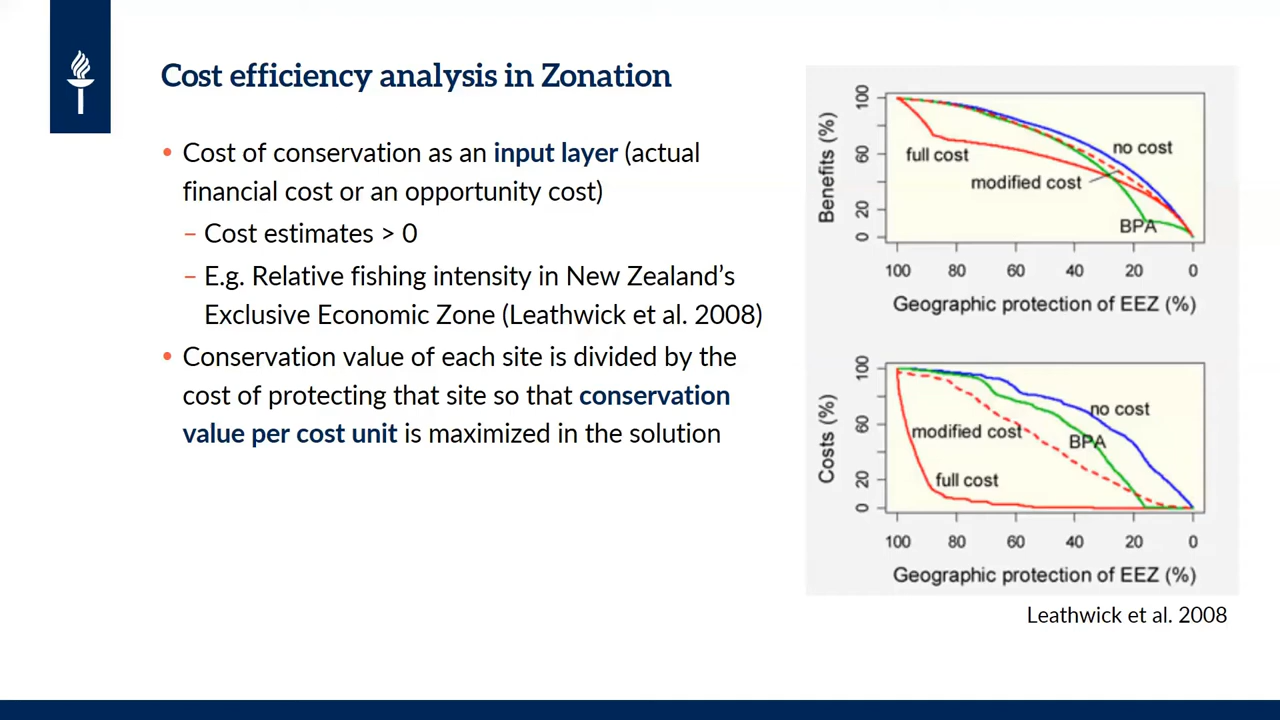 Cost efficiency analysis in Zonation
• Cost of conservation as an input layer (actual
financial cost or an opportunity cost)
– Cost estimates > 0
– E.g. Relative fishing intensity in New Zealand’s
Exclusive Economic Zone (Leathwick et al. 2008)
• Conservation value of each site is divided by the
cost of protecting that site so that conservation
value per cost unit is maximized in the solution
Benefits (%)
100
60
20
0
full cost
no cost
modified cost
BPA
100 80 60 40 20 0
Geographic protection of EEZ (%)
Costs (%)
100
60
20
0
no cost
modified cost
BPA
full cost
100 80 60 40 20 0
Geographic protection of EEZ (%)
Leathwick et al. 2008